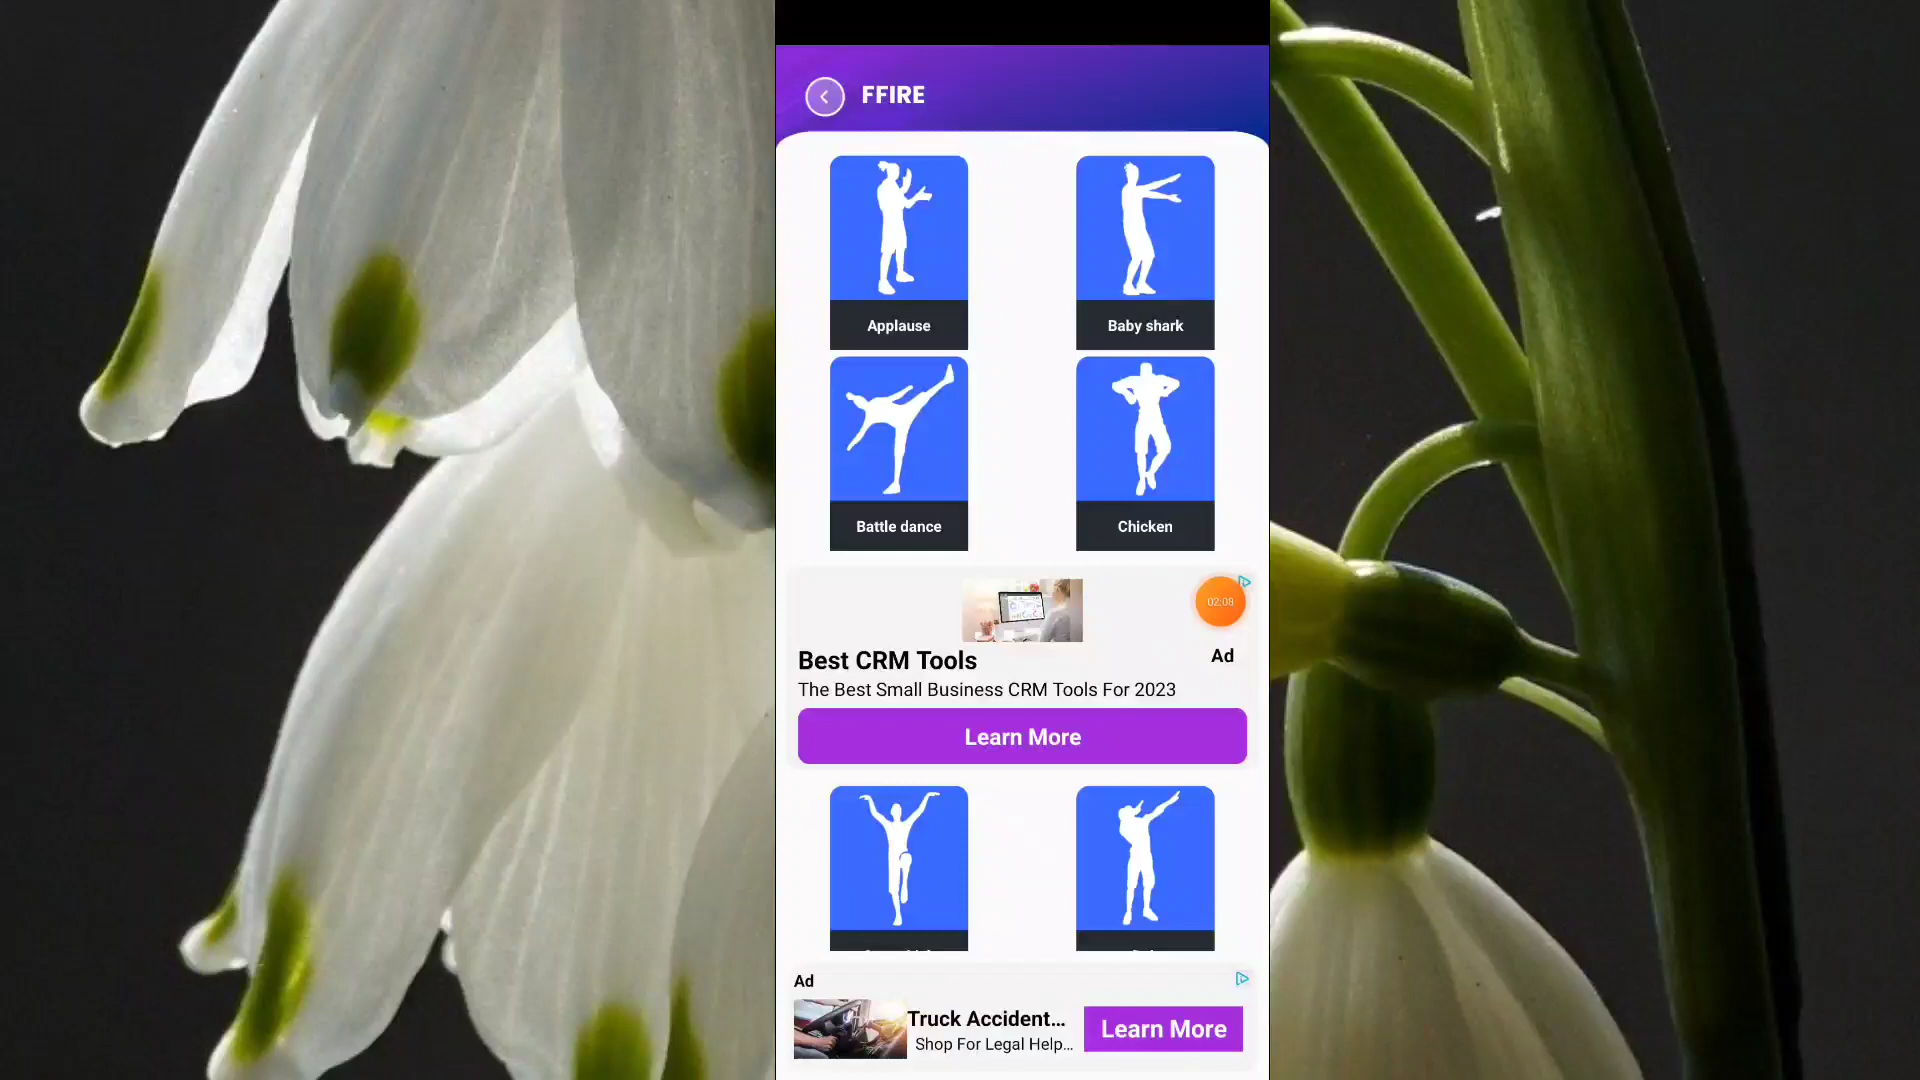 FFIRE
Applause
Baby shark
Battle dance
Chicken
02:08
Best CRM Tools
Ad
The Best Small Business CRM Tools For 2023
Learn More
Ad
Truck Accident...
Shop For Legal Help...
Learn More